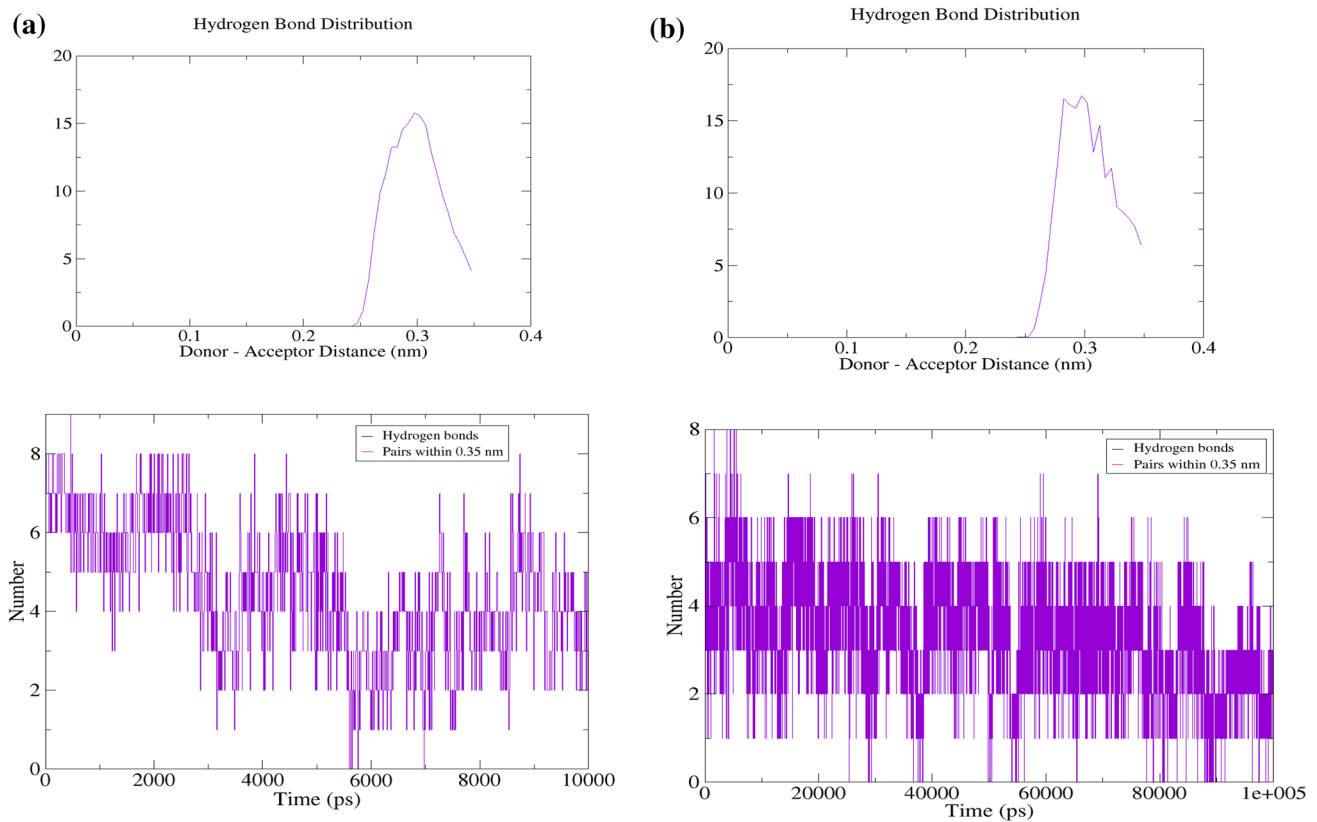 (a)
Hydrogen Bond Distribution
20
15
10
5
0
0 0.1 0.2 0.3 0.4
Donor - Acceptor Distance (nm)
(b)
Hydrogen Bond Distribution
20
15
10
5
0
0 0.1 0.2 0.3 0.4
Donor - Acceptor Distance (nm)
Hydrogen bonds
Pairs within 0.35 nm
8
6
4
2
0
Number
0 2000 4000 6000 8000 10000
Time (ps)
Hydrogen bonds
Pairs within 0.35 nm
8
6
4
2
0
Number
0 20000 40000 60000 80000 1e+005
Time (ps)